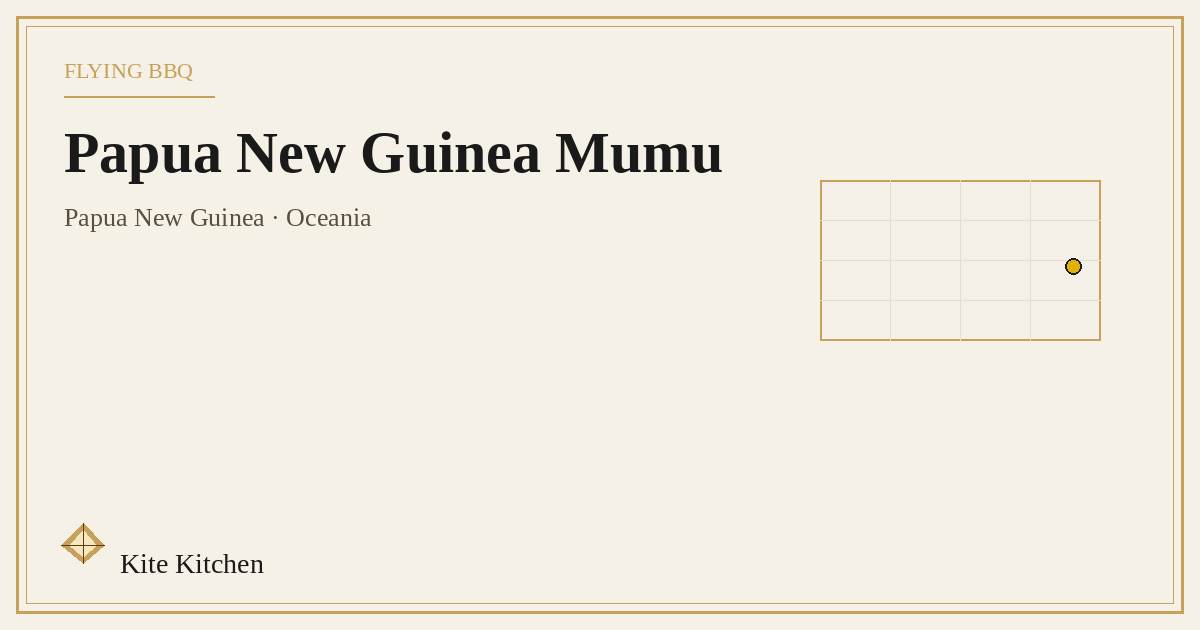 FLYING BBQ
Papua New Guinea Mumu
Papua New Guinea · Oceania
Kite Kitchen